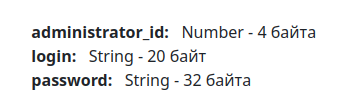 administrator_id: Number - 4 байта
login: String - 20 байт
password: String - 32 байта